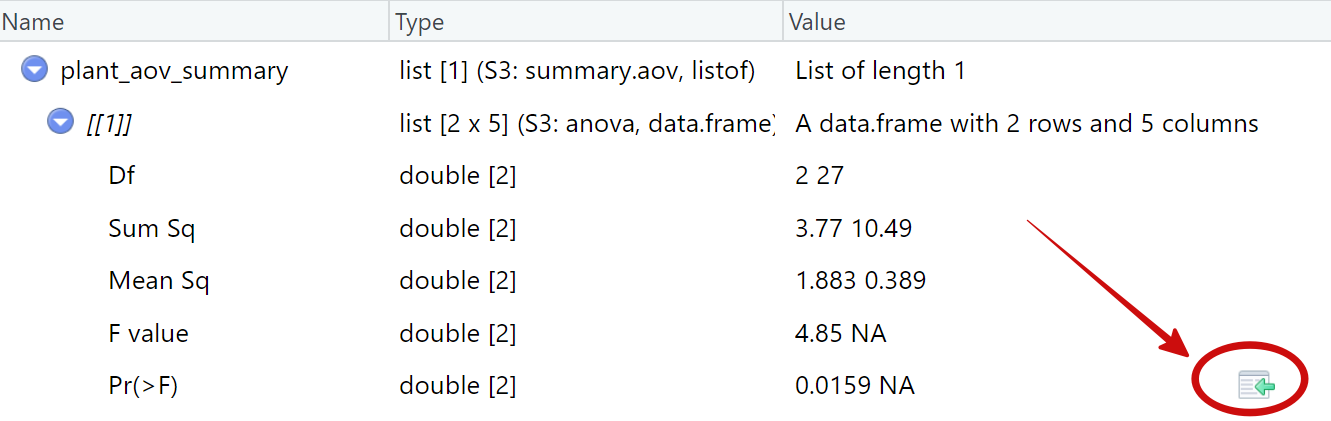 Name Type Value
plant_aov_summary list [1] (S3: summary.aov, listof) List of length 1
[[1]] list [2 x 5] (S3: anova, data.frame) A data.frame with 2 rows and 5 columns
Df double [2] 2 27
Sum Sq double [2] 3.77 10.49
Mean Sq double [2] 1.883 0.389
F value double [2] 4.85 NA
Pr(>F) double [2] 0.0159 NA